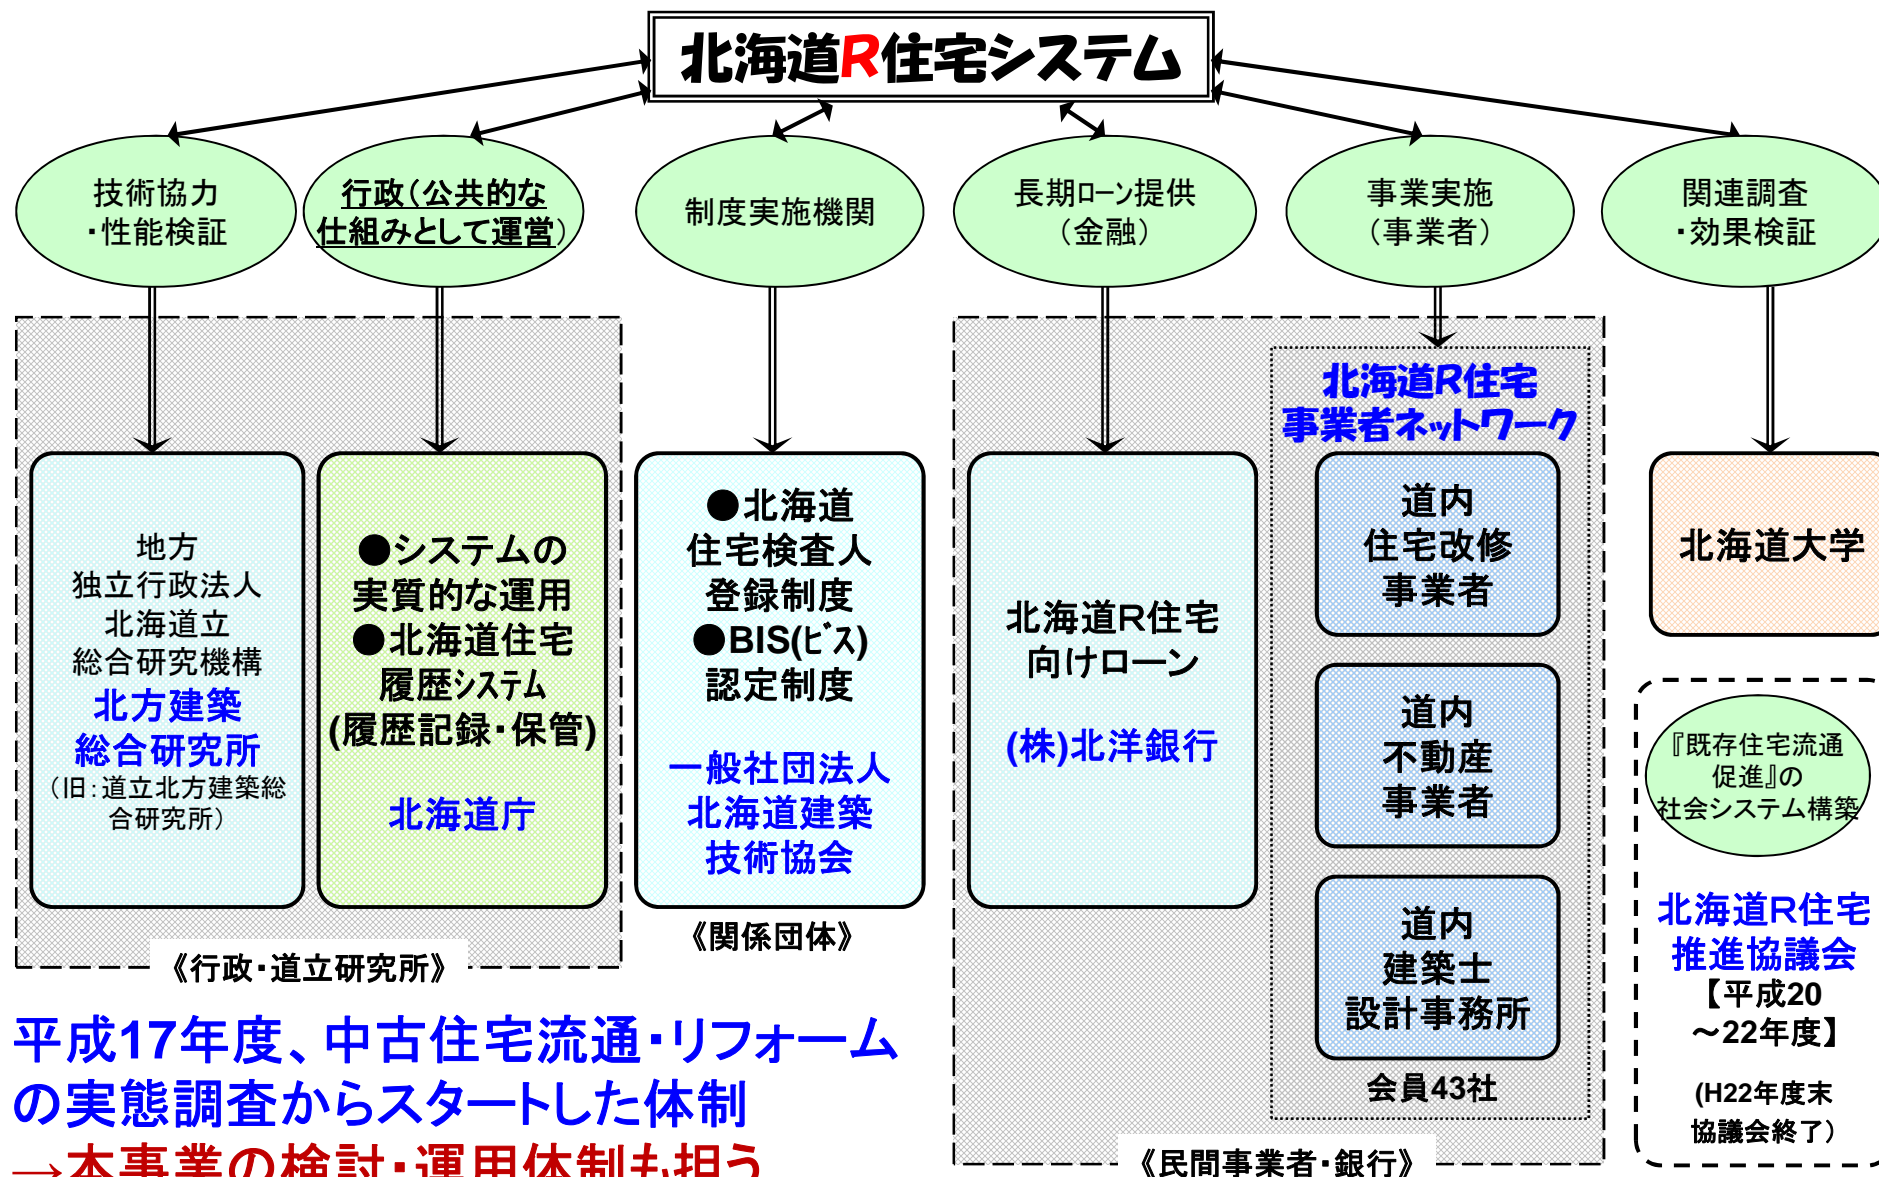 北海道R住宅システム
技術協力
・性能検証
行政（公共的な
仕組みとして運営）
制度実施機関
長期ローン提供
（金融）
事業実施
（事業者）
関連調査
・効果検証
地方
独立行政法人
北海道立
総合研究機構
北方建築
総合研究所
（旧：道立北方建築総
合研究所）
●システムの
実質的な運用
●北海道住宅
履歴システム
(履歴記録・保管)
北海道庁
《行政・道立研究所》
●北海道
住宅検査人
登録制度
●BIS(ビス)
認定制度
一般社団法人
北海道建築
技術協会
《関係団体》
北海道R住宅
向けローン
(株)北洋銀行
北海道R住宅
事業者ネットワーク
道内
住宅改修
事業者
道内
不動産
事業者
道内
建築士
設計事務所
会員43社
《民間事業者・銀行》
北海道大学
『既存住宅流通
促進』の
社会システム構築
北海道R住宅
推進協議会
【平成20
～22年度】
(H22年度末
協議会終了）
平成17年度、中古住宅流通・リフォーム
の実態調査からスタートした体制
→本事業の検討・運用体制も担う